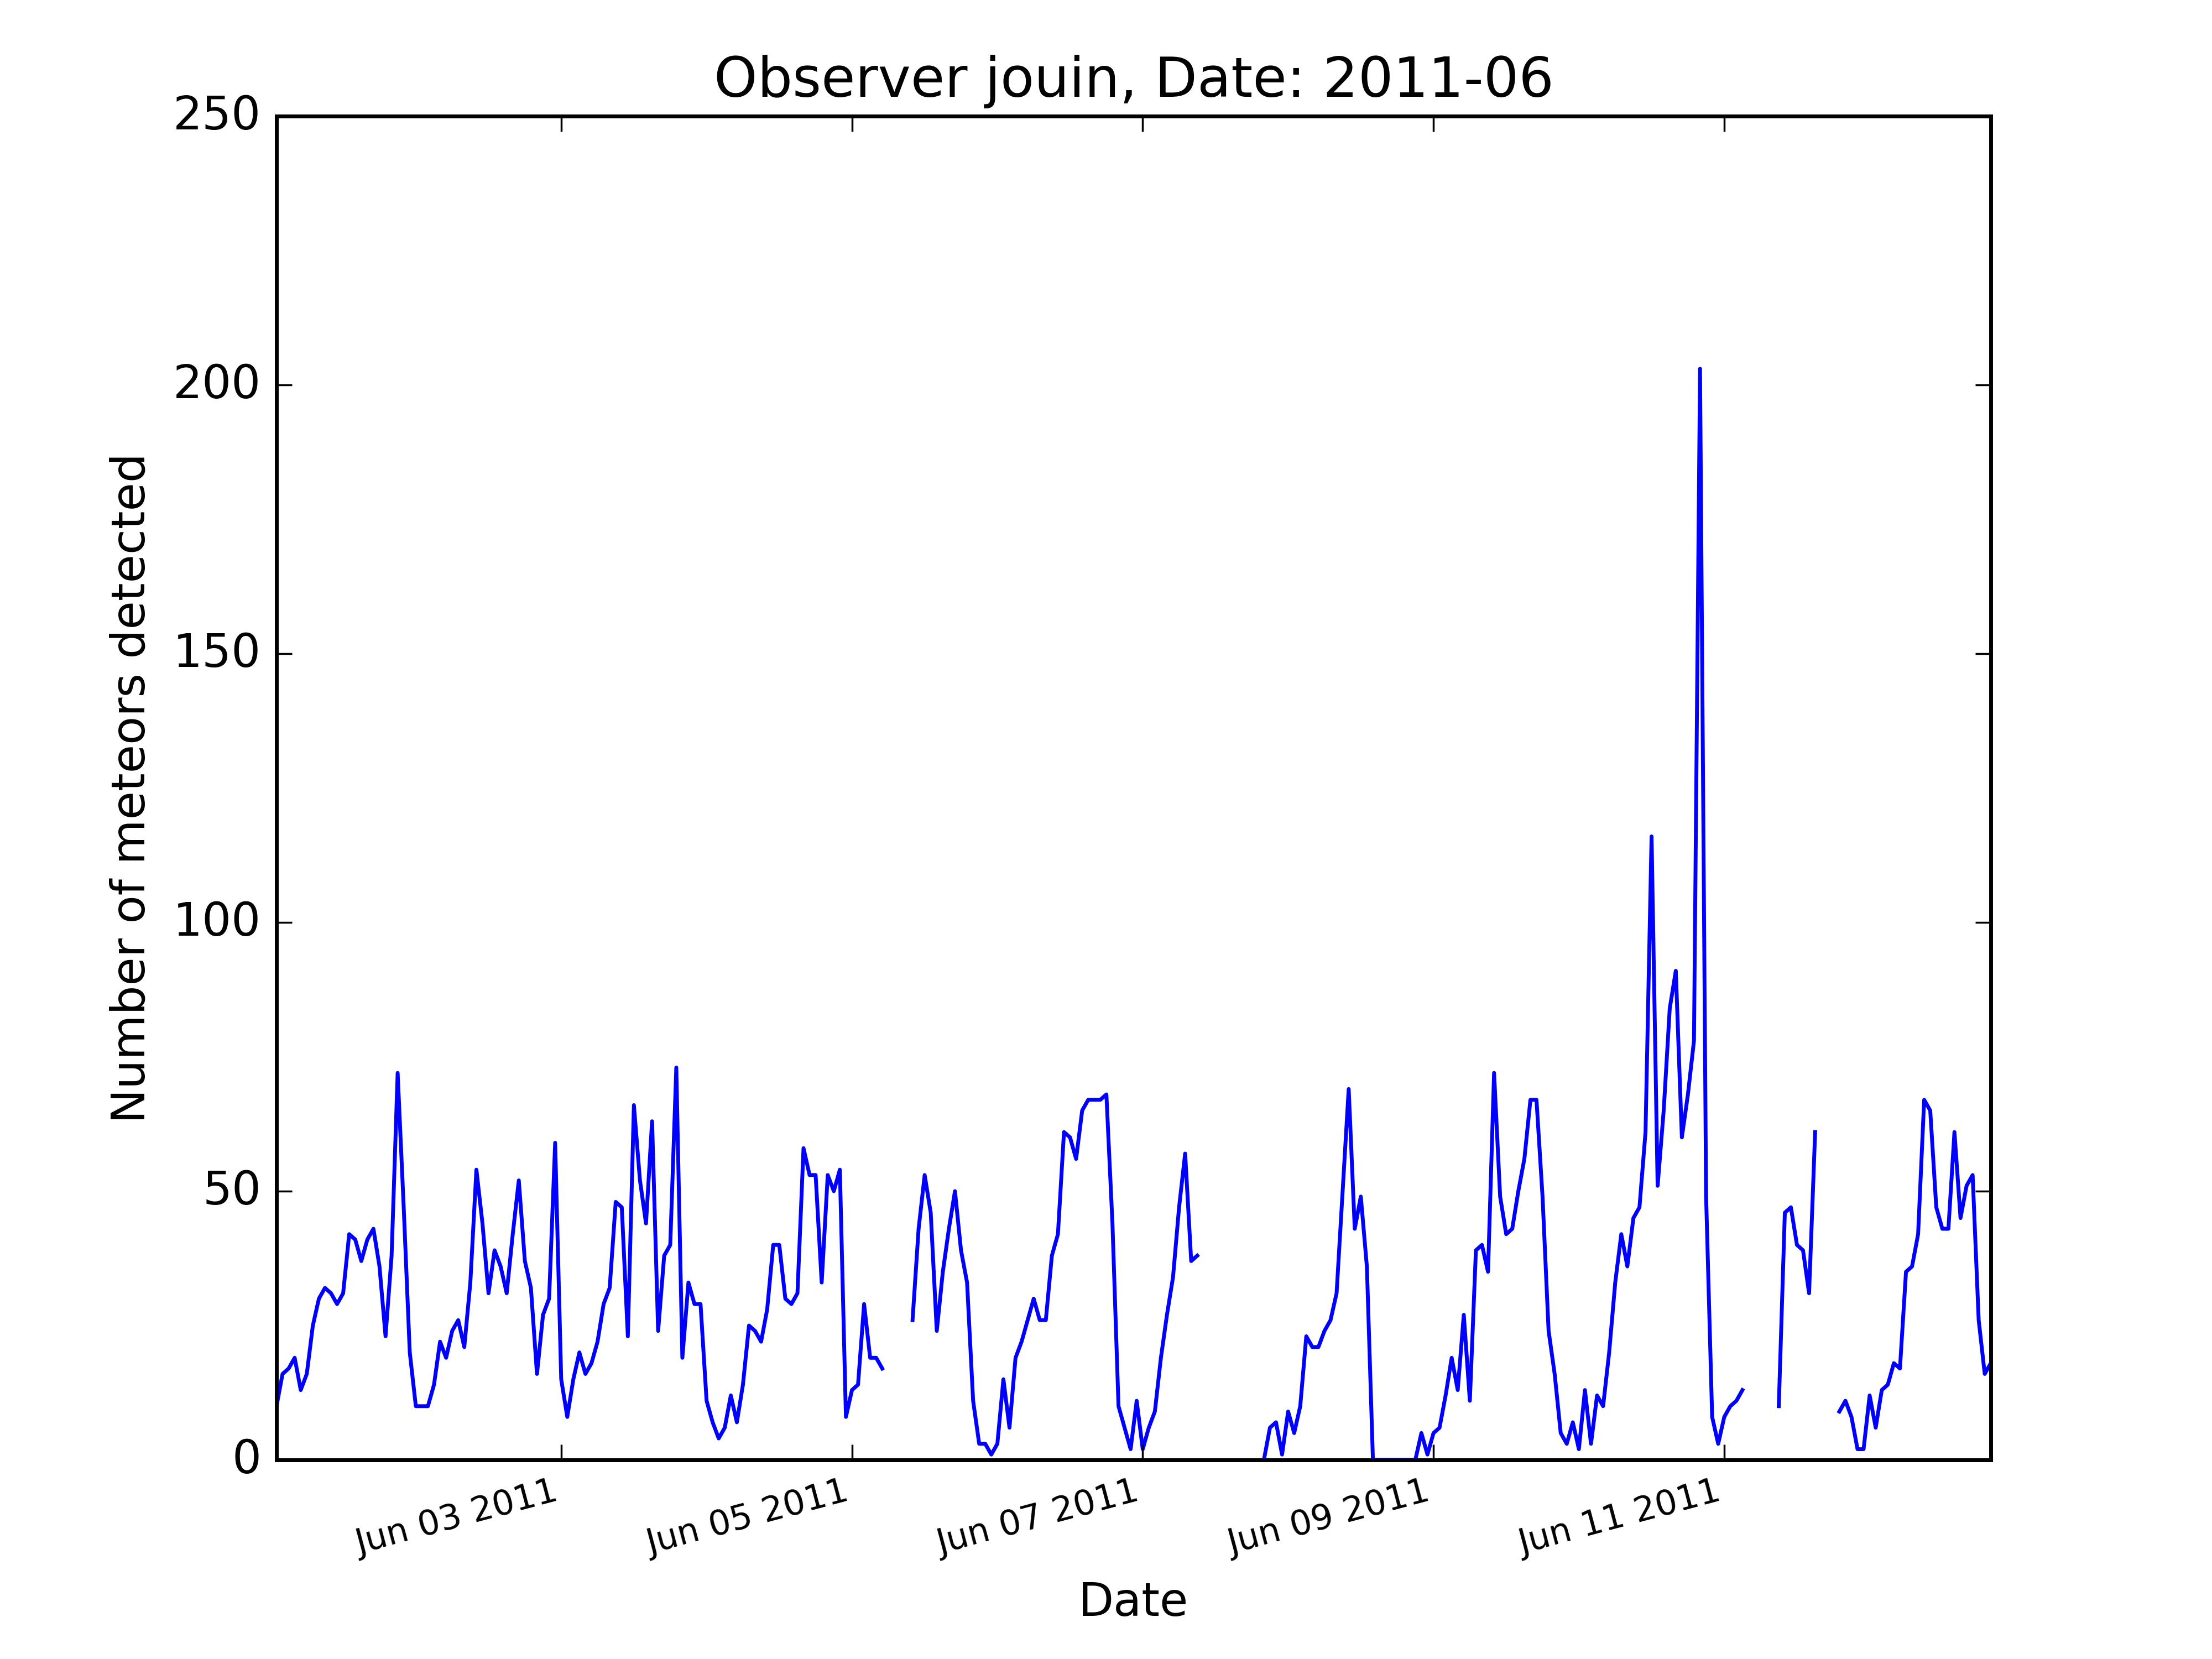 Observer jouin, Date: 2011-06
250
200
150
100
50
0
Number of meteors detected
Jun 03 2011
Jun 05 2011
Jun 07 2011
Jun 09 2011
Jun 11 2011
Date